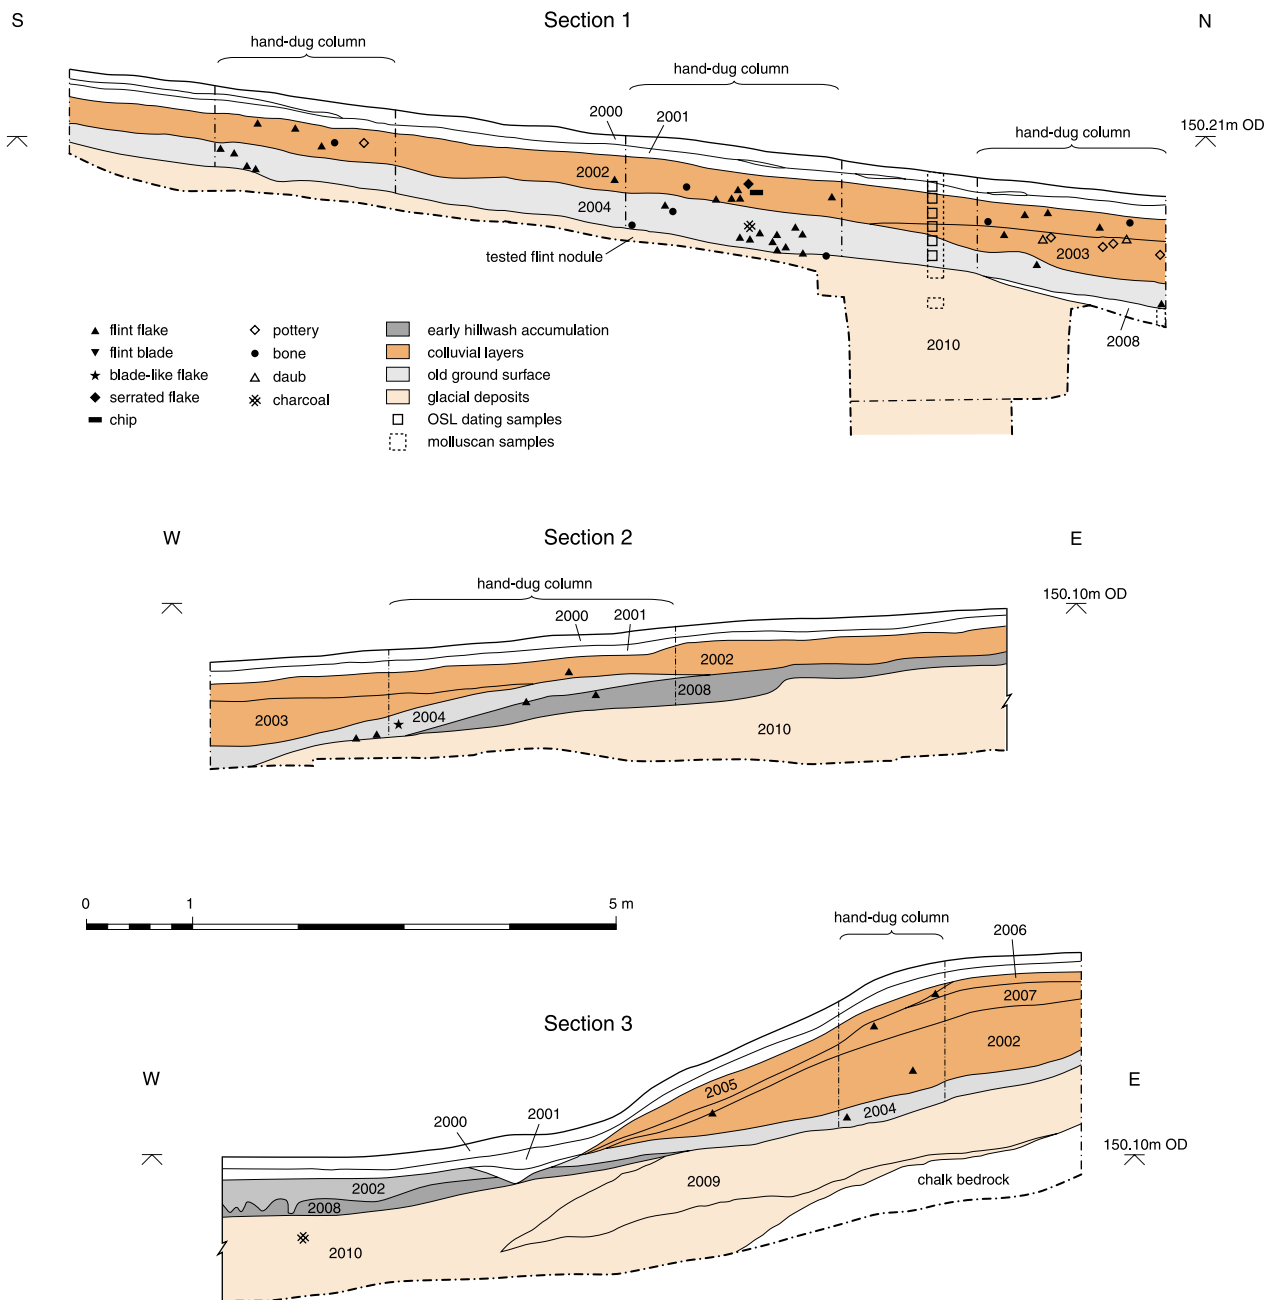 S
Section 1
N
hand-dug column
hand-dug column
2000
2001
hand-dug column
150.21m OD
2002
2004
2003
tested flint nodule
2008
2010
flint flake
flint blade
blade-like flake
serrated flake
chip
pottery
bone
daub
charcoal
early hillwash accumulation
colluvial layers
old ground surface
glacial deposits
OSL dating samples
molluscan samples
W
Section 2
E
hand-dug column
150.10m OD
2000
2001
2002
2008
2004
2003
2010
0
1
5 m
hand-dug column
2006
2007
Section 3
2002
W
E
2005
2004
2000
2001
150.10m OD
2002
2009
chalk bedrock
2008
2010